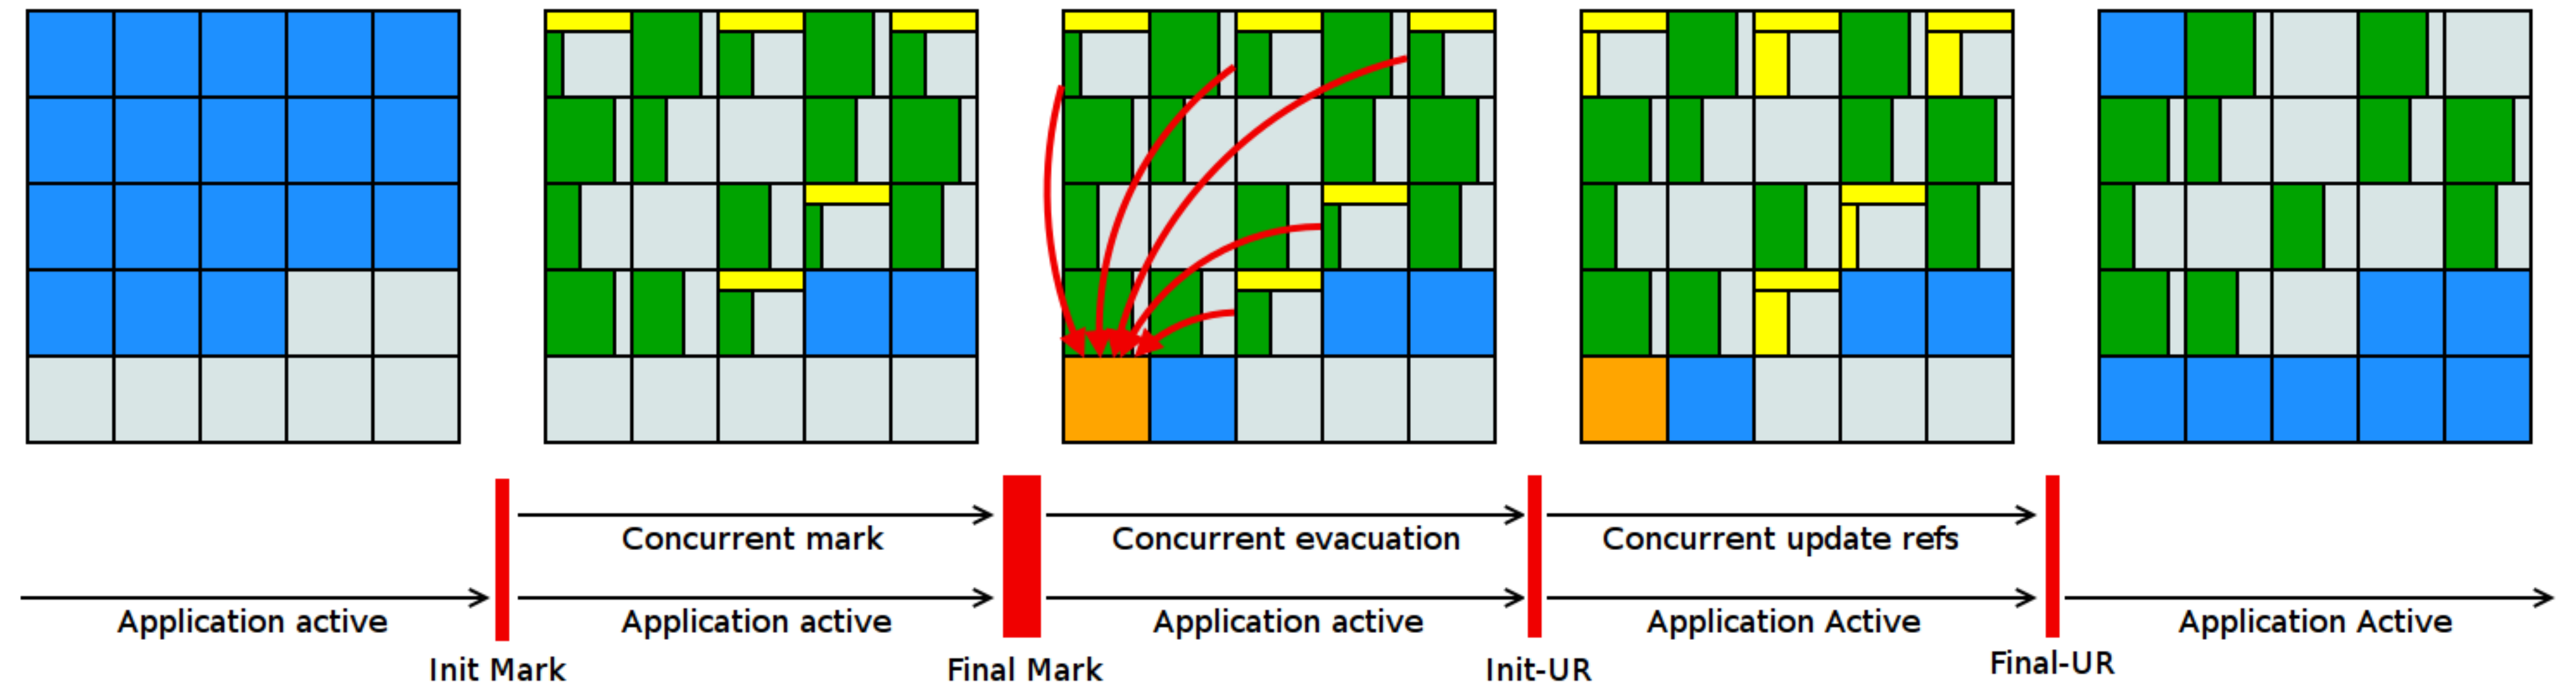 Concurrent mark
Concurrent evacuation
Concurrent update refs
Application active
Application active
Application active
Application Active
Application Active
Init Mark
Final Mark
Init-UR
Final-UR